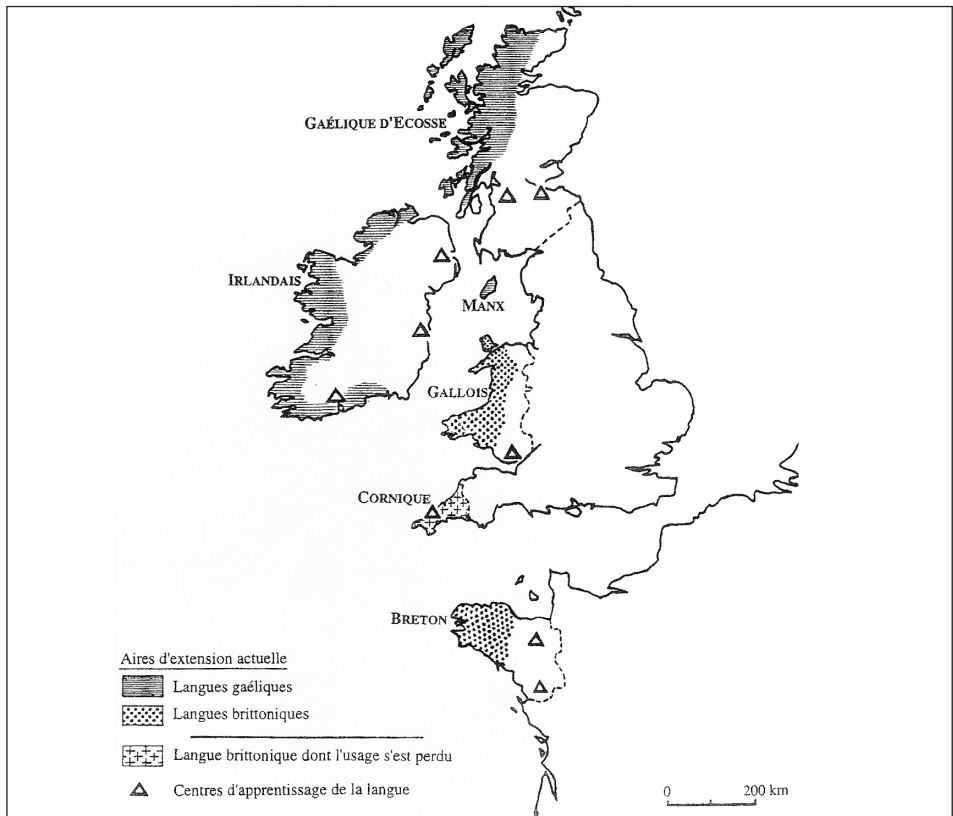 GAÉLIQUE D'ECOSSE
IRLANDAIS
MANX
GALLOIS
CORNIQUE
BRETON
Aires d'extension actuelle
Langues gaéliques
Langues brittoniques
Langue brittonique dont l'usage s'est perdu
Centres d'apprentissage de la langue
0 200 km